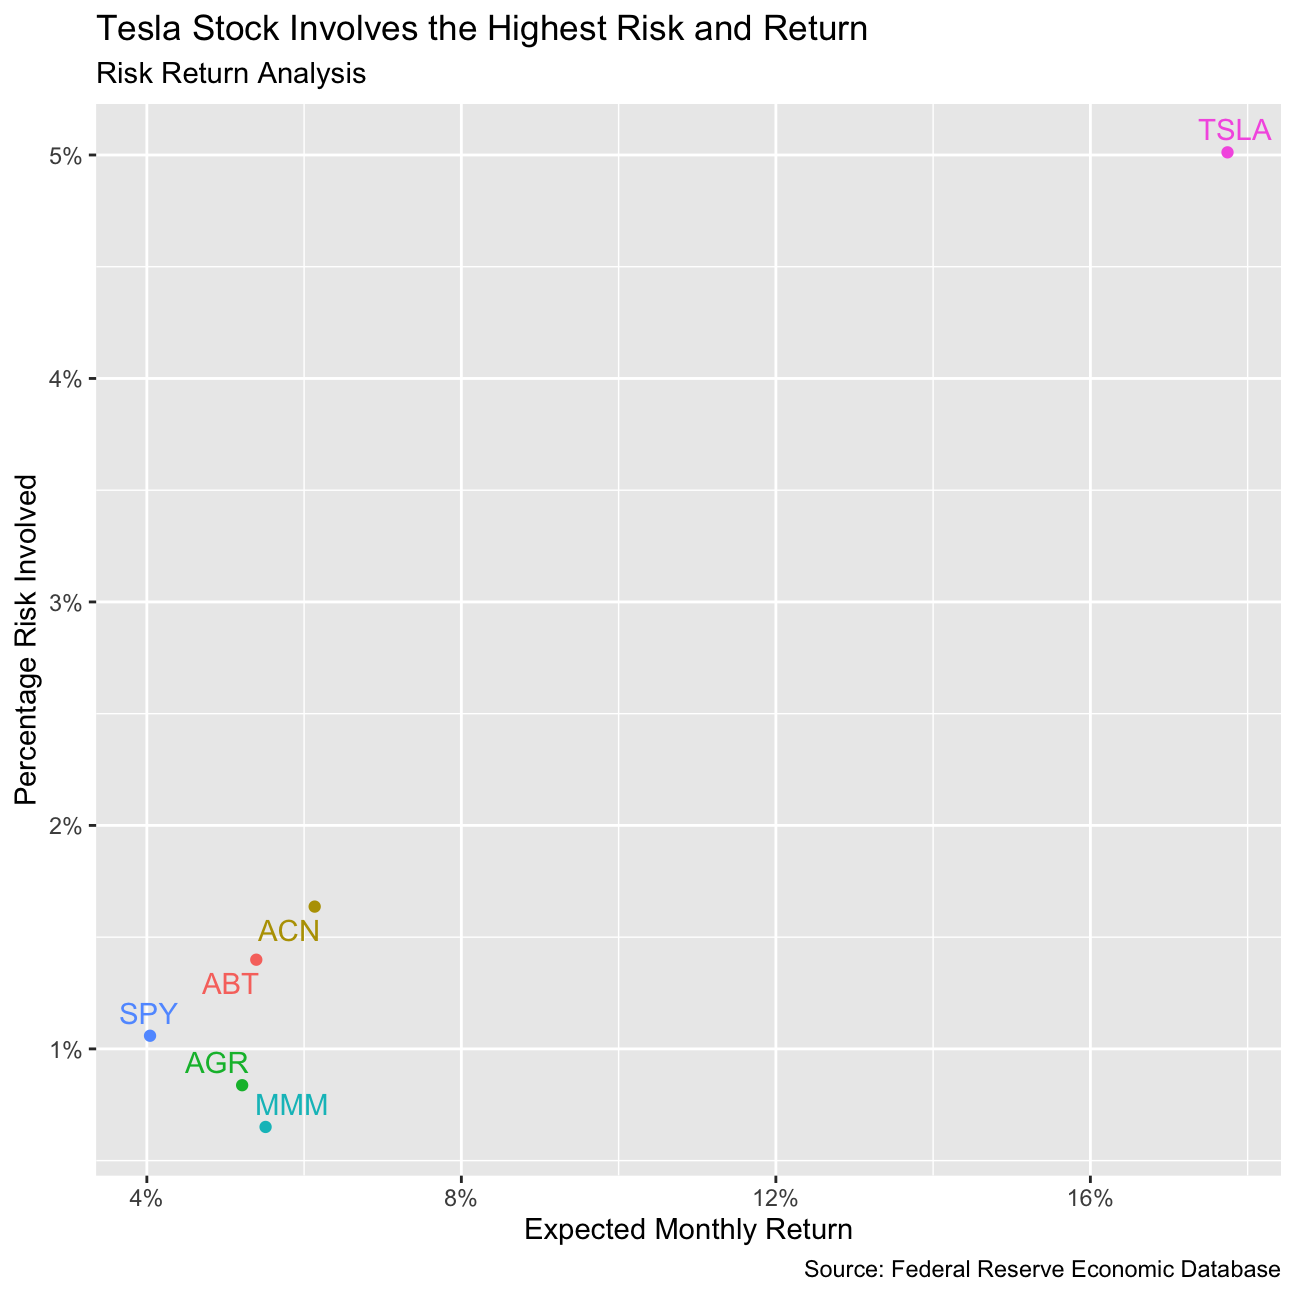 Tesla Stock Involves the Highest Risk and Return
Risk Return Analysis
TSLA
5%
4%
3%
2%
1%
Percentage Risk Involved
ACN
ABT
SPY
AGR
MMM
4% 8% 12% 16%
Expected Monthly Return
Source: Federal Reserve Economic Database